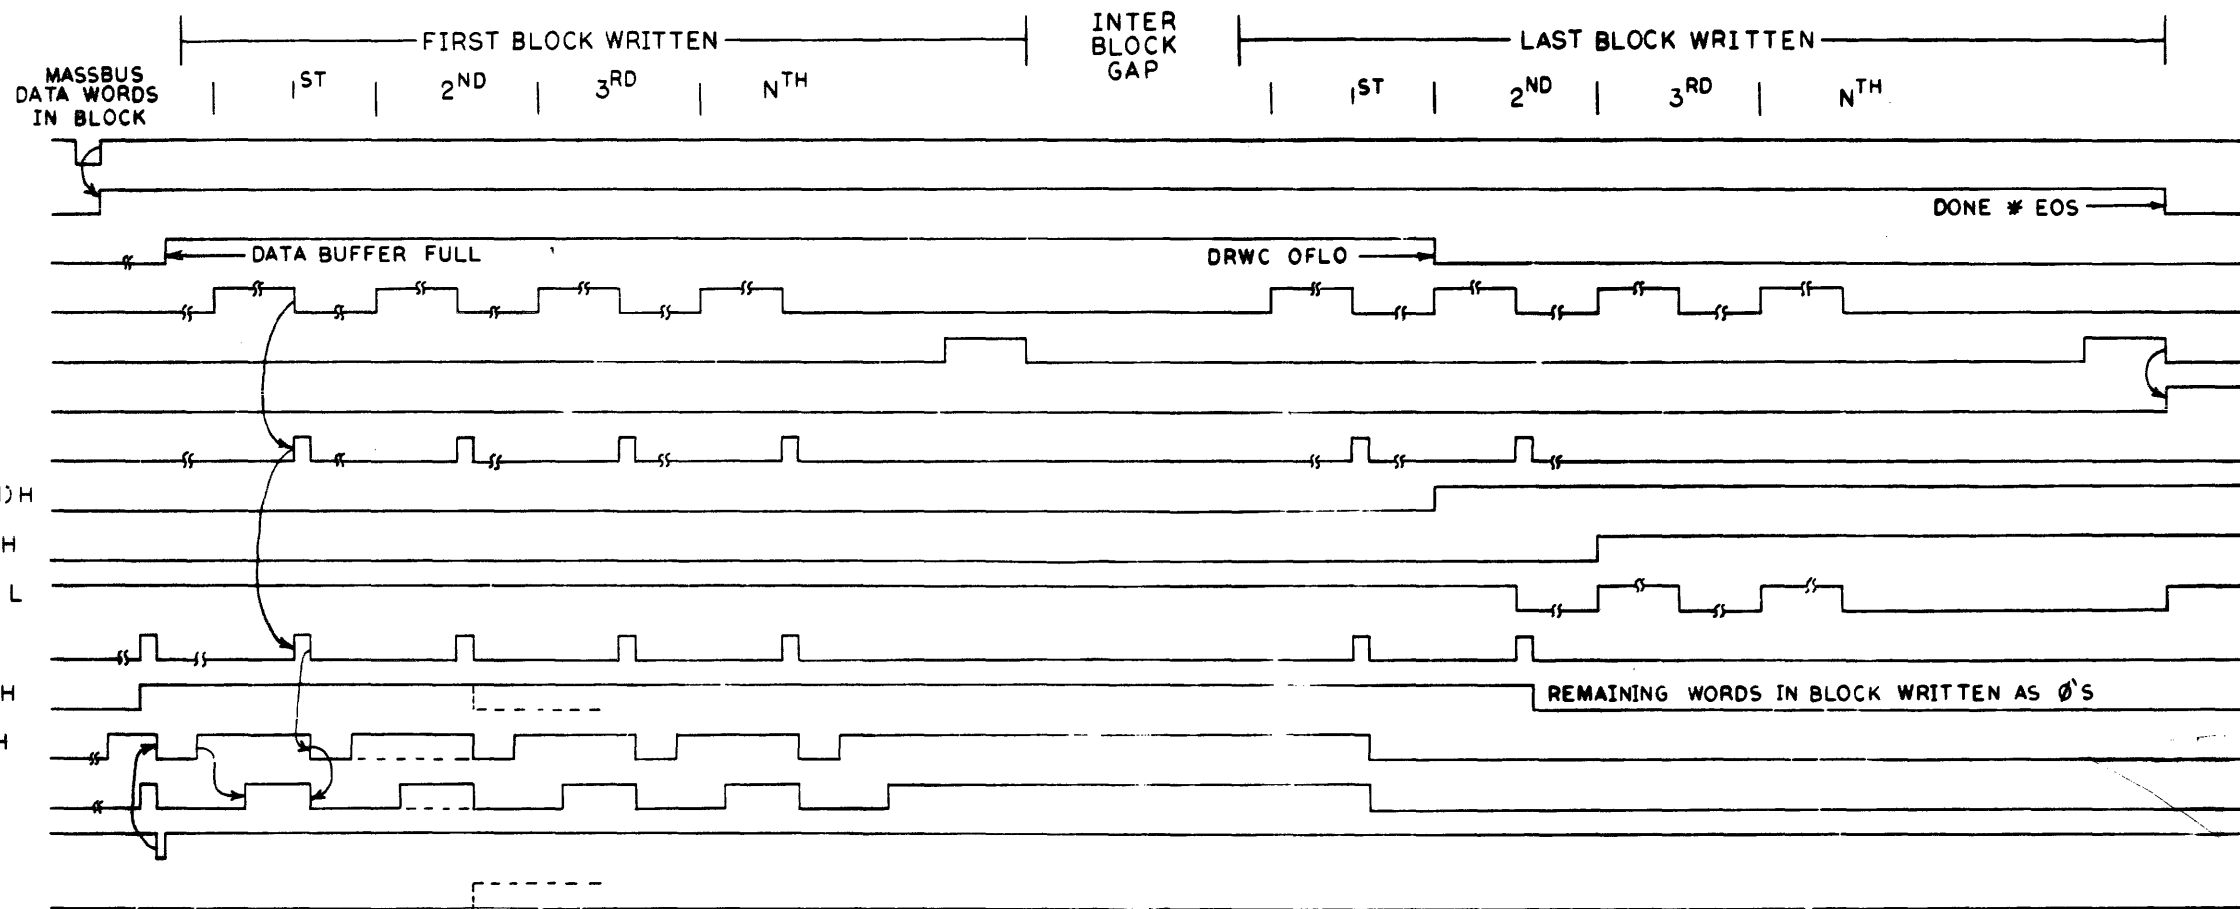 FIRST BLOCK WRITTEN
INTER
BLOCK
GAP
LAST BLOCK WRITTEN
MASSBUS
DATA WORDS
IN BLOCK
1ST
2ND
3RD
NTH
1ST
2ND
3RD
NTH
DONE * EOS
DATA BUFFER FULL
DRWC OFLO
)H
H
L
H
REMAINING WORDS IN BLOCK WRITTEN AS Ø'S
H